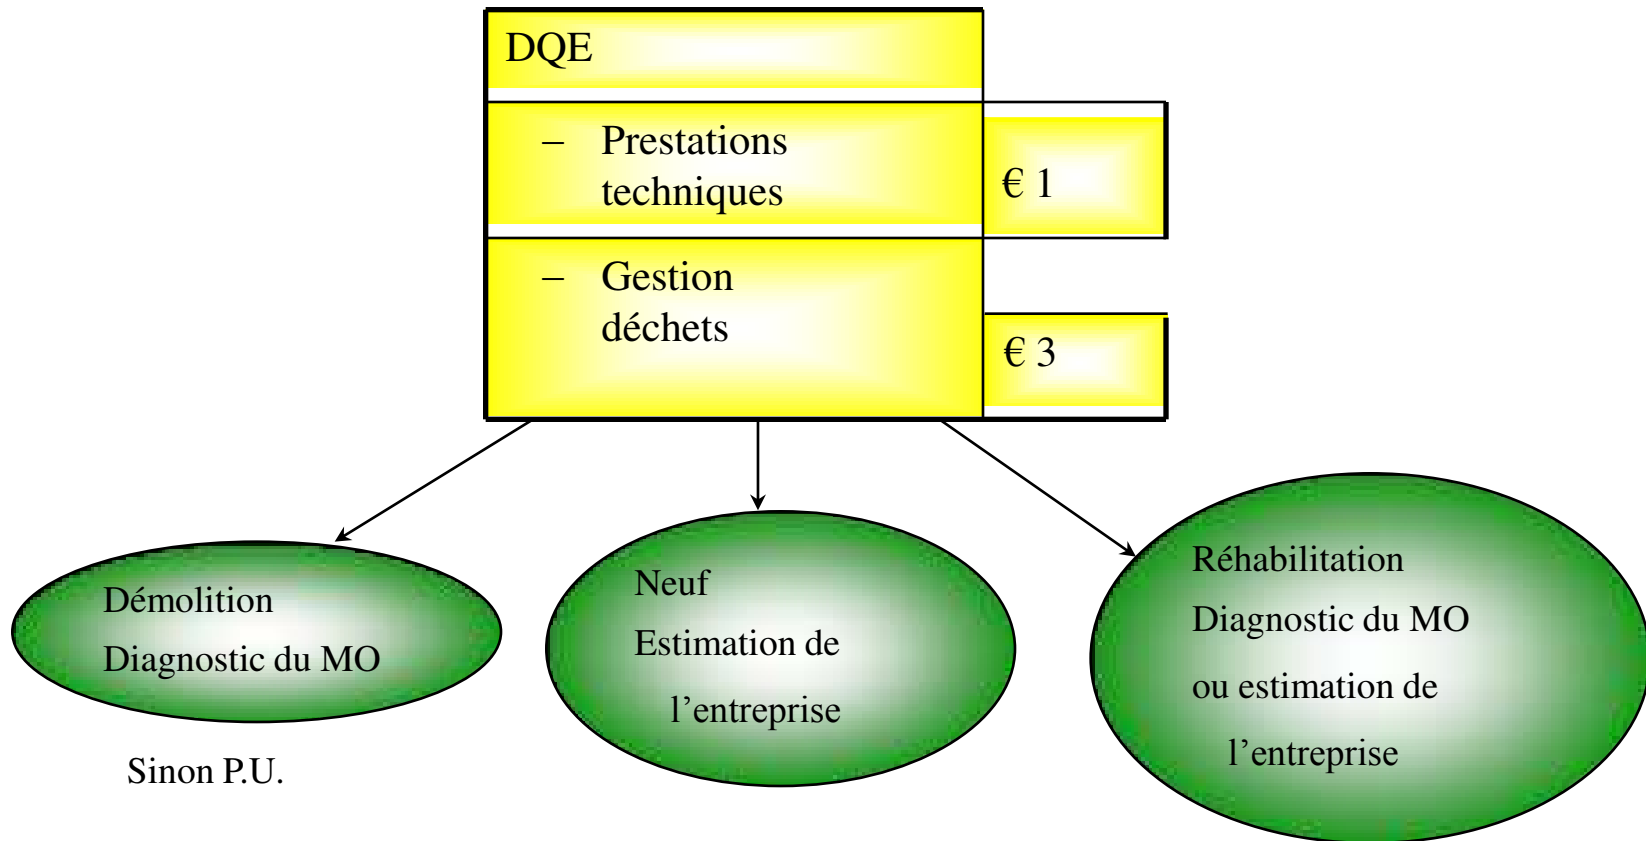 DQE
– Prestations
techniques
€ 1
– Gestion
déchets
€ 3
Démolition
Diagnostic du MO
Sinon P.U.
Neuf
Estimation de
l’entreprise
Réhabilitation
Diagnostic du MO
ou estimation de
l’entreprise